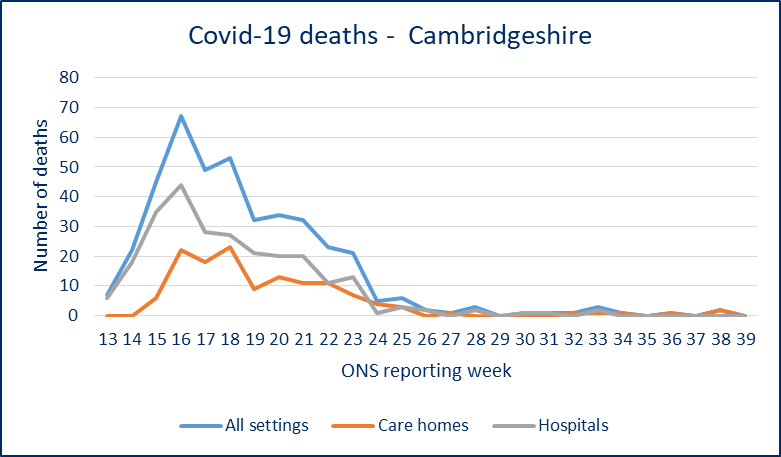 Covid-19 deaths - Cambridgeshire
Number of deaths
80
70
60
50
40
30
20
10
0
13 14 15 16 17 18 19 20 21 22 23 24 25 26 27 28 29 30 31 32 33 34 35 36 37 38 39
ONS reporting week
All settings Care homes Hospitals